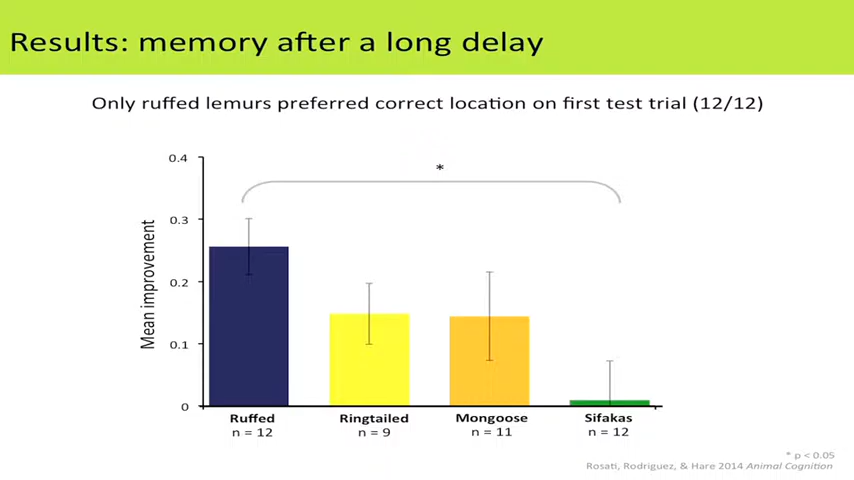 Results: memory after a long delay
Only ruffed lemurs preferred correct location on first test trial (12/12)
*
0.4
0.3
0.2
0.1
0
Mean improvement
Ruffed Ringtailed Mongoose Sifakas
n = 12 n = 9 n = 11 n = 12
* p < 0.05
Rosati, Rodriguez, & Hare 2014 Animal Cognition